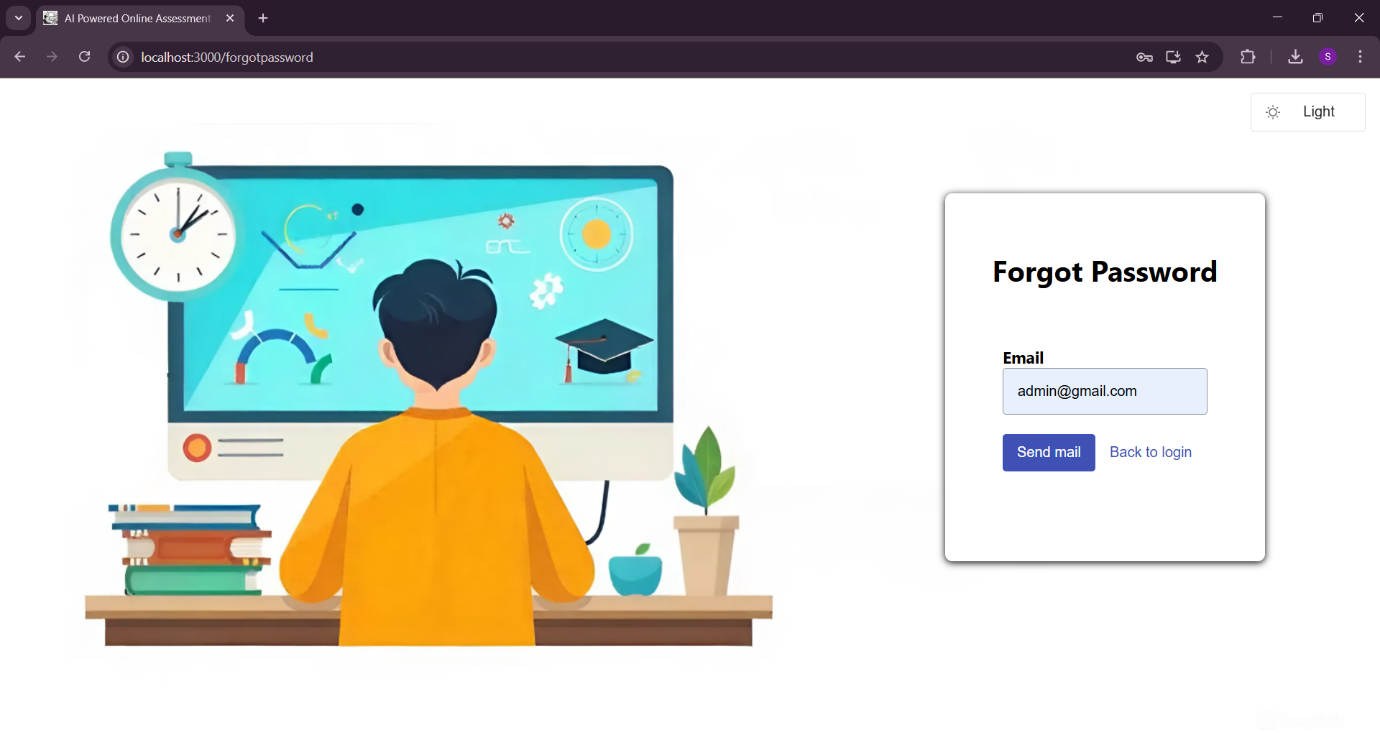 AI Powered Online Assessment
localhost:3000/forgotpassword
S
Light
Forgot Password
Email
admin@gmail.com
Send mail
Back to login